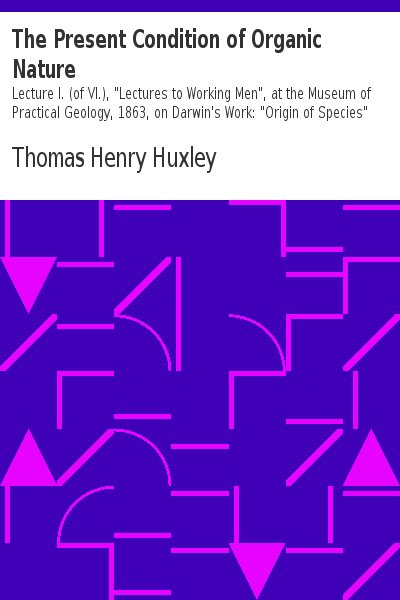 The Present Condition of Organic
Nature
Lecture I. (of VI.), "Lectures to Working Men", at the Museum of
Practical Geology, 1863, on Darwin's Work: "Origin of Species"
Thomas Henry Huxley